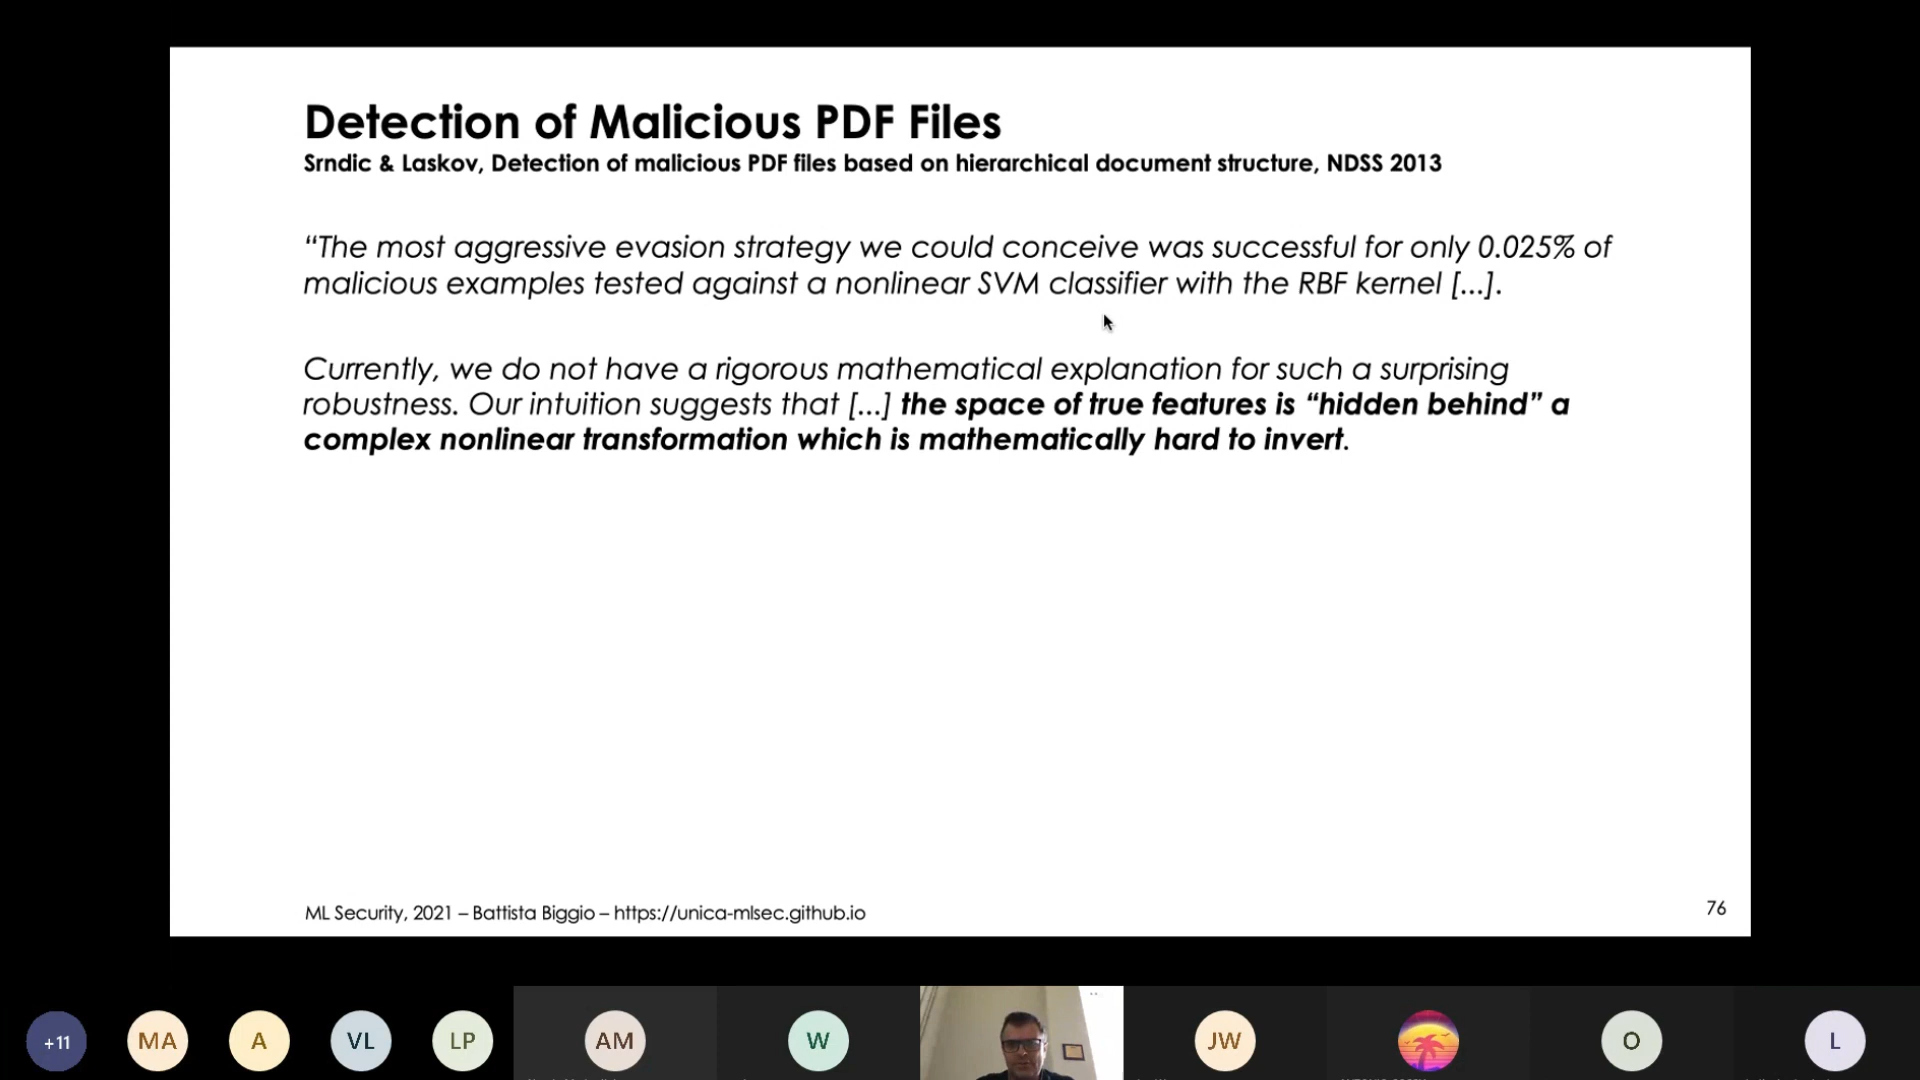 Detection of Malicious PDF Files
Srndic & Laskov, Detection of malicious PDF files based on hierarchical document structure, NDSS 2013
“The most aggressive evasion strategy we could conceive was successful for only 0.025% of
malicious examples tested against a nonlinear SVM classifier with the RBF kernel [...].
Currently, we do not have a rigorous mathematical explanation for such a surprising
robustness. Our intuition suggests that [...] the space of true features is “hidden behind” a
complex nonlinear transformation which is mathematically hard to invert.
ML Security, 2021 – Battista Biggio – https://unica-mlsec.github.io
76
+11
MA
A
VL
LP
AM
W
JW
O
L